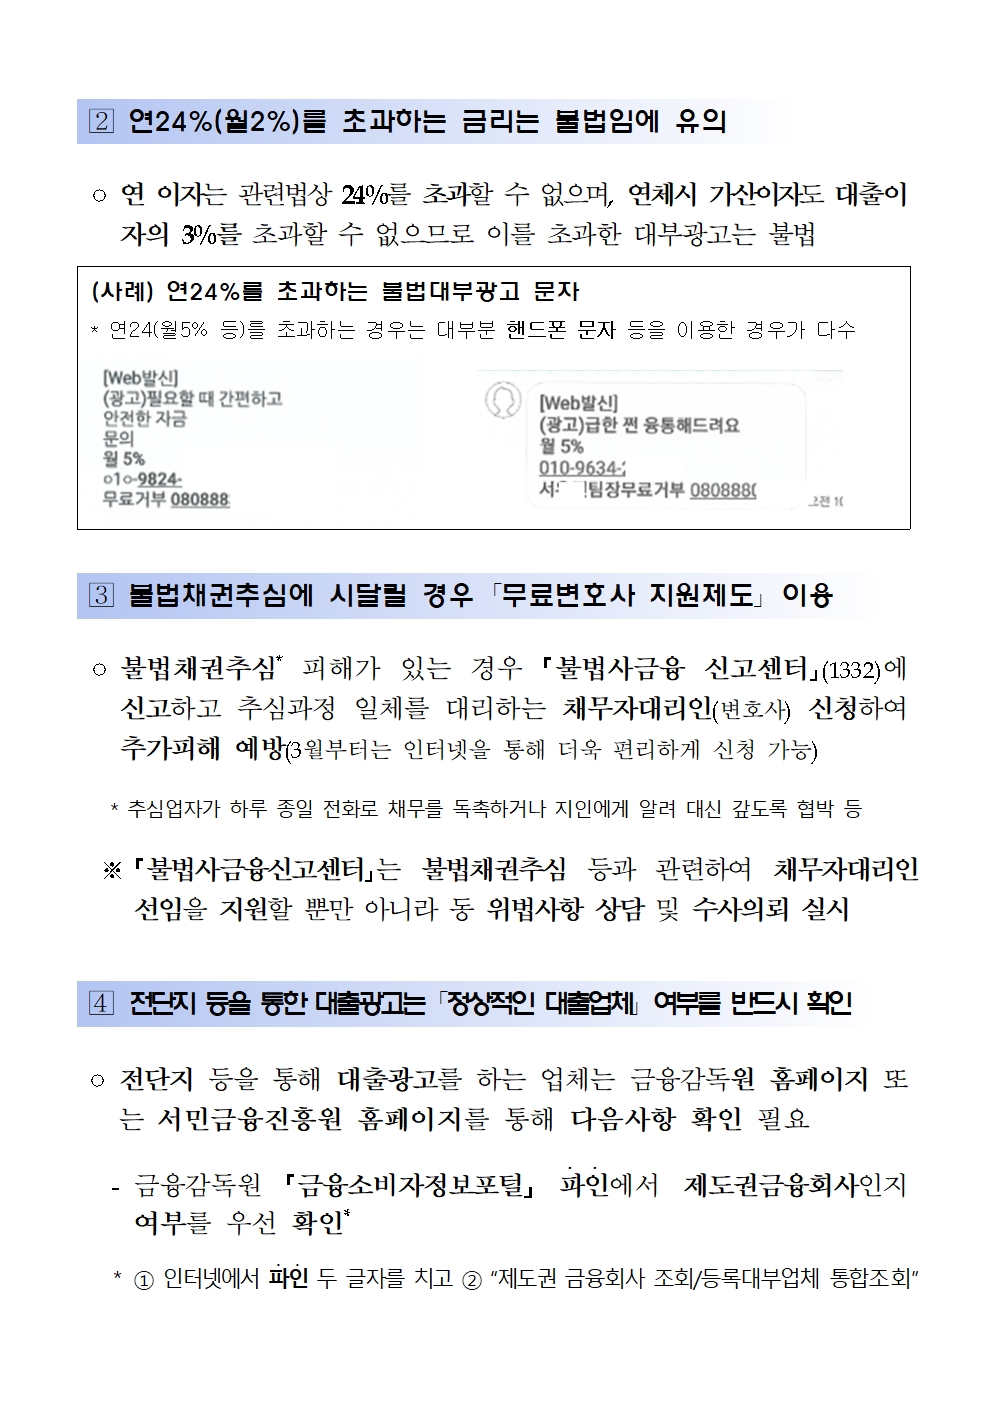 2 연24%(월2%)를 초과하는 금리는 불법임에 유의
○ 연 이자는 관련법상 24%를 초과할 수 없으며, 연체시 가산이자도 대출이
자의 3%를 초과할 수 없으므로 이를 초과한 대부광고는 불법
(사례) 연24%를 초과하는 불법대부광고 문자
* 연24(월5% 등)를 초과하는 경우는 대부분 핸드폰 문자 등을 이용한 경우가 다수
[Web발신]
(광고)필요할 때 간편하고
안전한 자금
문의
월 5%
ㅇ1ㅇ-9824-
무료거부 080888
[Web발신]
(광고)급한 쩐 융통해드려요
월 5%
010-9634-
서 팀장무료거부 080888
오전 10
3 불법채권추심에 시달릴 경우 「무료변호사 지원제도」 이용
○ 불법채권추심* 피해가 있는 경우 『불법사금융 신고센터』(1332)에
신고하고 추심과정 일체를 대리하는 채무자대리인(변호사) 신청하여
추가피해 예방(3월부터는 인터넷을 통해 더욱 편리하게 신청 가능)
* 추심업자가 하루 종일 전화로 채무를 독촉하거나 지인에게 알려 대신 갚도록 협박 등
※『불법사금융신고센터』는 불법채권추심 등과 관련하여 채무자대리인
선임을 지원할 뿐만 아니라 동 위법사항 상담 및 수사의뢰 실시
4 전단지 등을 통한 대출광고는 「정상적인 대출업체」 여부를 반드시 확인
○ 전단지 등을 통해 대출광고를 하는 업체는 금융감독원 홈페이지 또
는 서민금융진흥원 홈페이지를 통해 다음사항 확인 필요
- 금융감독원 『금융소비자정보포털』 파인에서 제도권금융회사인지
여부를 우선 확인*
* ① 인터넷에서 파인 두 글자를 치고 ② "제도권 금융회사 조회/등록대부업체 통합조회"